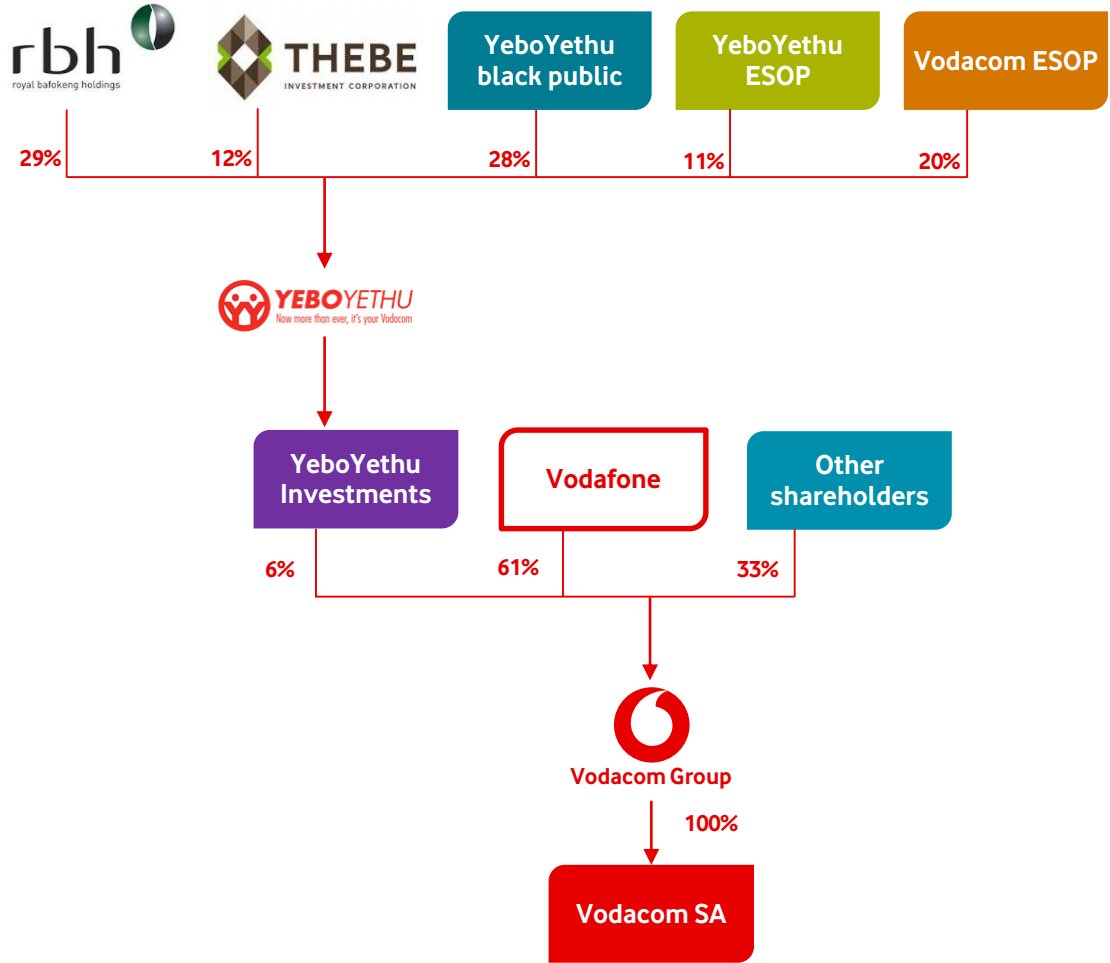 rbh
royal bafokeng holdings
THEBE
INVESTMENT CORPORATION
YeboYethu
black public
YeboYethu
ESOP
Vodacom ESOP
29%
12%
28%
11%
20%
YEBOYETHU
Now more than ever, it's your Vodacom
YeboYethu
Investments
Vodafone
Other
shareholders
6%
61%
33%
Vodacom Group
100%
Vodacom SA